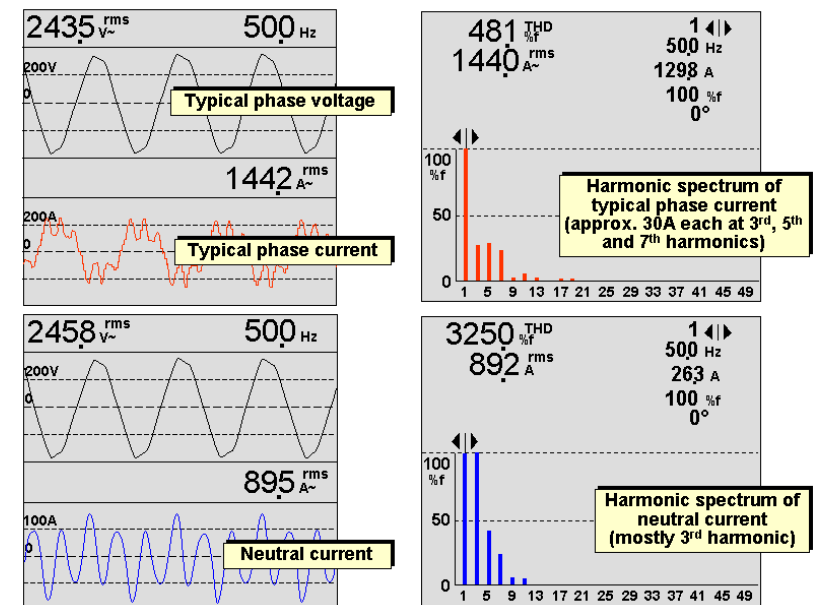 243.5 rms V~ 50.0 Hz
200V
0
Typical phase voltage
144.2 rms A~
200A
0
Typical phase current
48.1 THD %f
144.0 rms A~
1
50.0 Hz
129.8 A
100 %f
0°
100
%f
50
0
1 5 9 13 17 21 25 29 33 37 41 45 49
Harmonic spectrum of
typical phase current
(approx. 30A each at 3rd, 5th
and 7th harmonics)
245.8 rms V~ 50.0 Hz
200V
0
89.5 rms A~
100A
0
Neutral current
325.0 THD %f
89.2 rms A
1
50.0 Hz
26.3 A
100 %f
0°
100
%f
50
0
1 5 9 13 17 21 25 29 33 37 41 45 49
Harmonic spectrum of
neutral current
(mostly 3rd harmonic)